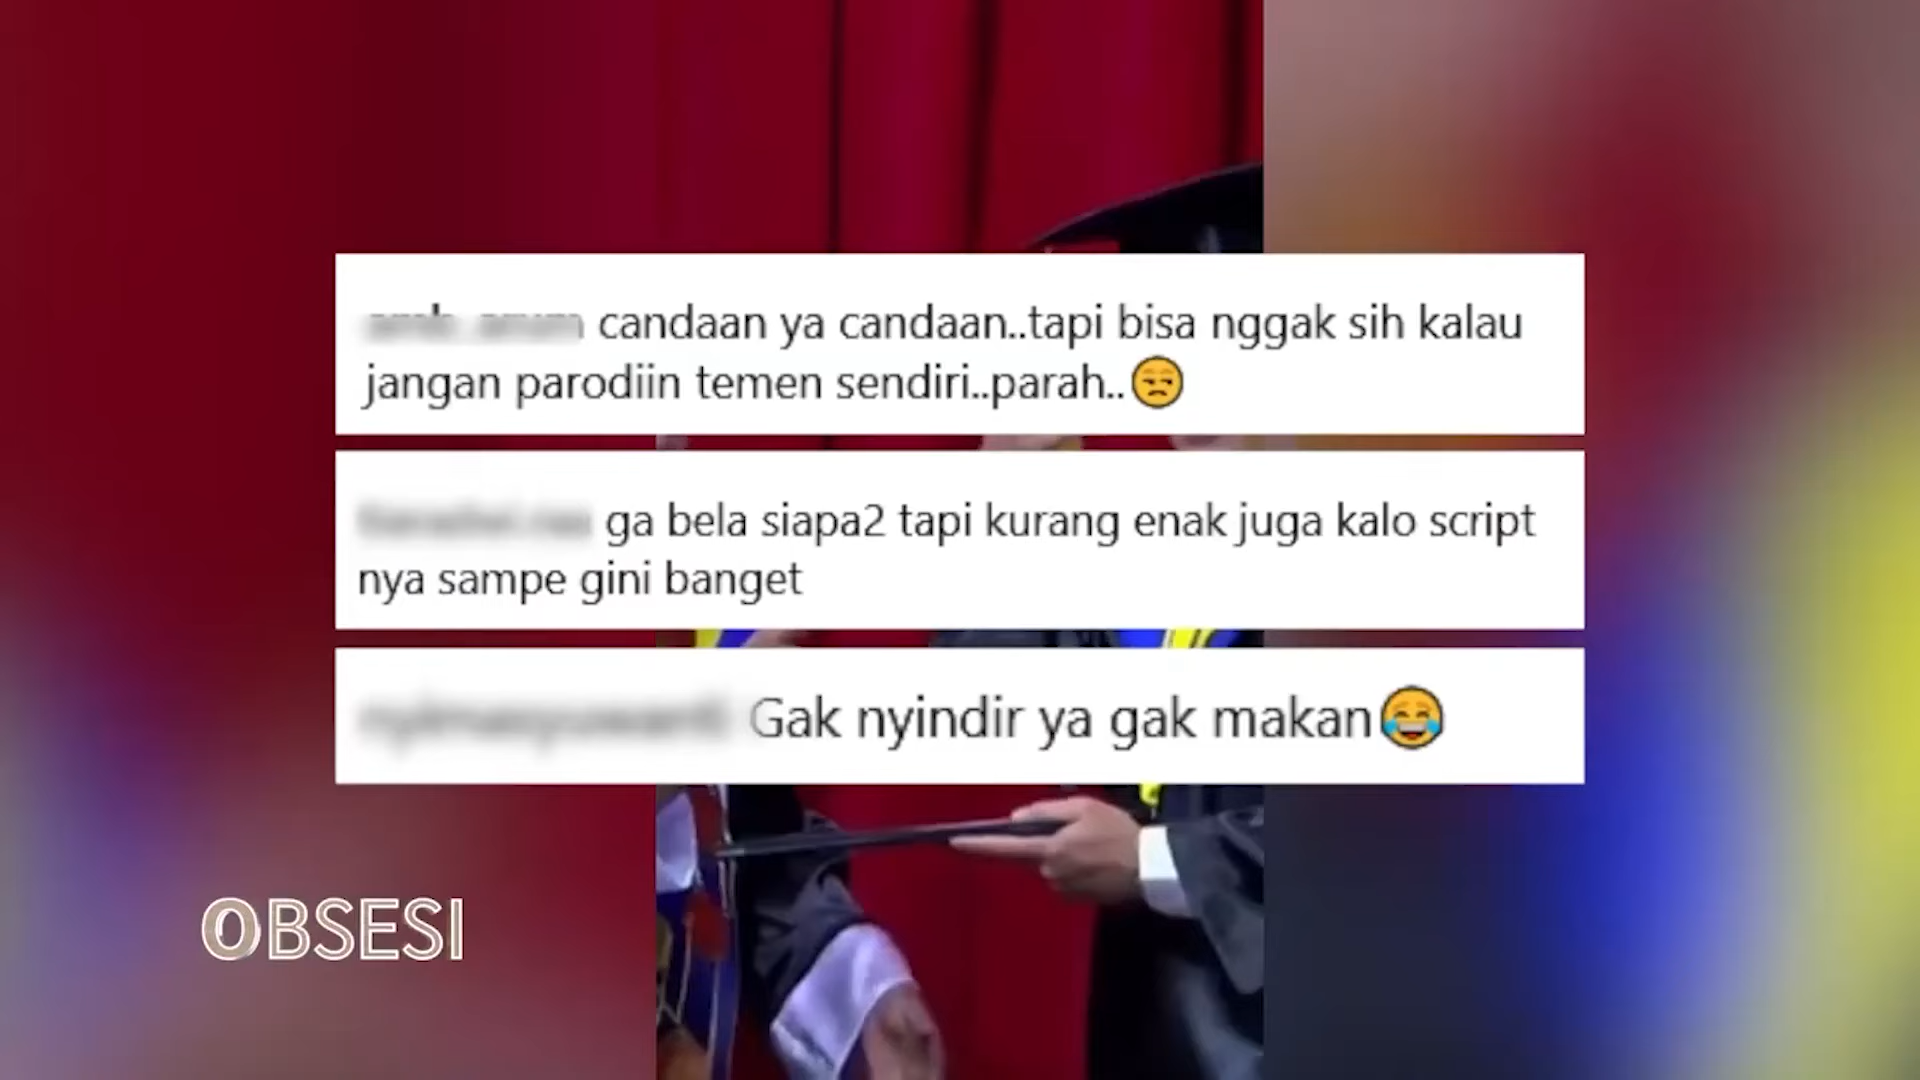 candaan ya candaan..tapi bisa nggak sih kalau
jangan parodiin temen sendiri..parah..😒
ga bela siapa2 tapi kurang enak juga kalo script
nya sampe gini banget
Gak nyindir ya gak makan😂
OBSESI